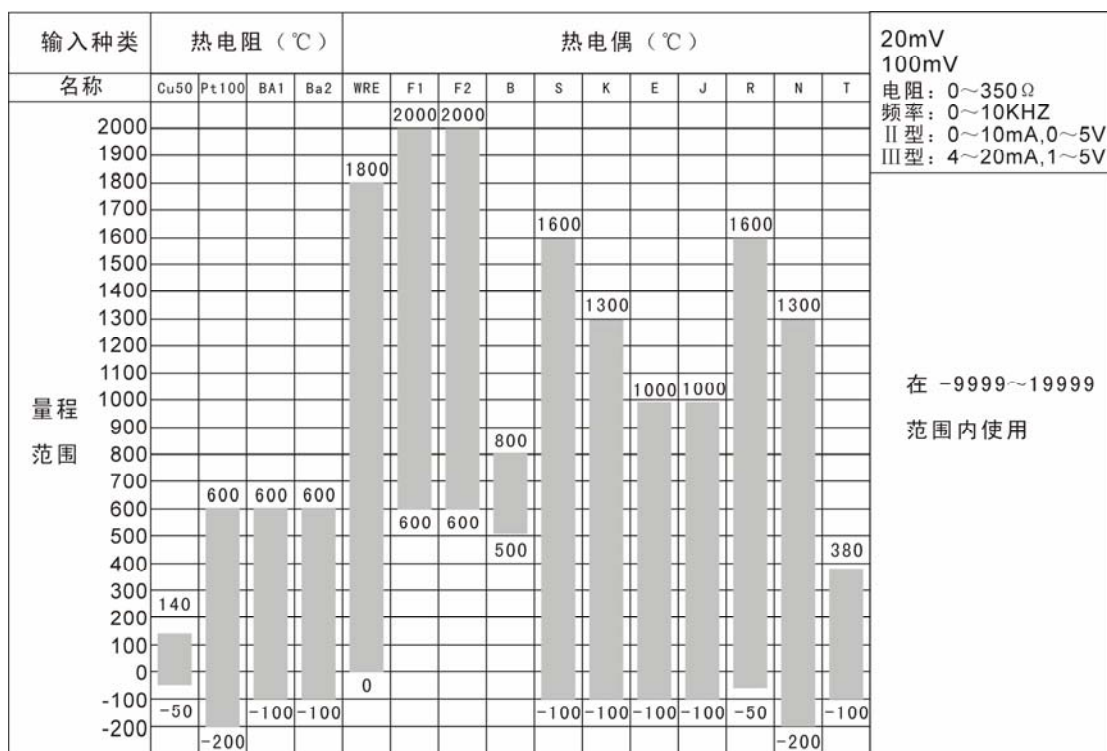 输入种类 热电阻（℃） 热电偶（℃）
20mV
100mV
电阻：0～350Ω
频率：0～10KHZ
II型：0～10mA,0～5V
III型：4～20mA,1～5V
名称 Cu50 Pt100 BA1 Ba2 WRE F1 F2 B S K E J R N T
2000 2000 2000
1900
1800 1800
1700
1600 1600 1600
1500
1400
1300 1300 1300
1200
1100
1000 1000 1000
900
800 800
700
600 600 600 600 600 600
500 500
400 380
300
200 140
100
0 0
-100 -50 -100 -100 -100 -100 -100 -100 -50 -100
-200 -200 -200
量程
范围
在 -9999～19999
范围内使用